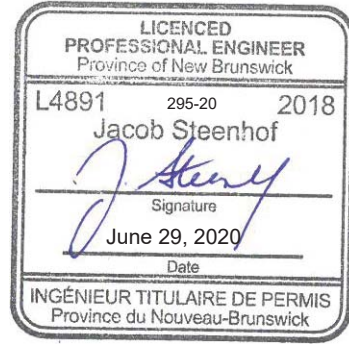 LICENCED
PROFESSIONAL ENGINEER
Province of New Brunswick
L4891 295-20 2018
Jacob Steenhof
J. Steenhof
Signature
June 29, 2020
Date
INGÉNIEUR TITULAIRE DE PERMIS
Province du Nouveau-Brunswick